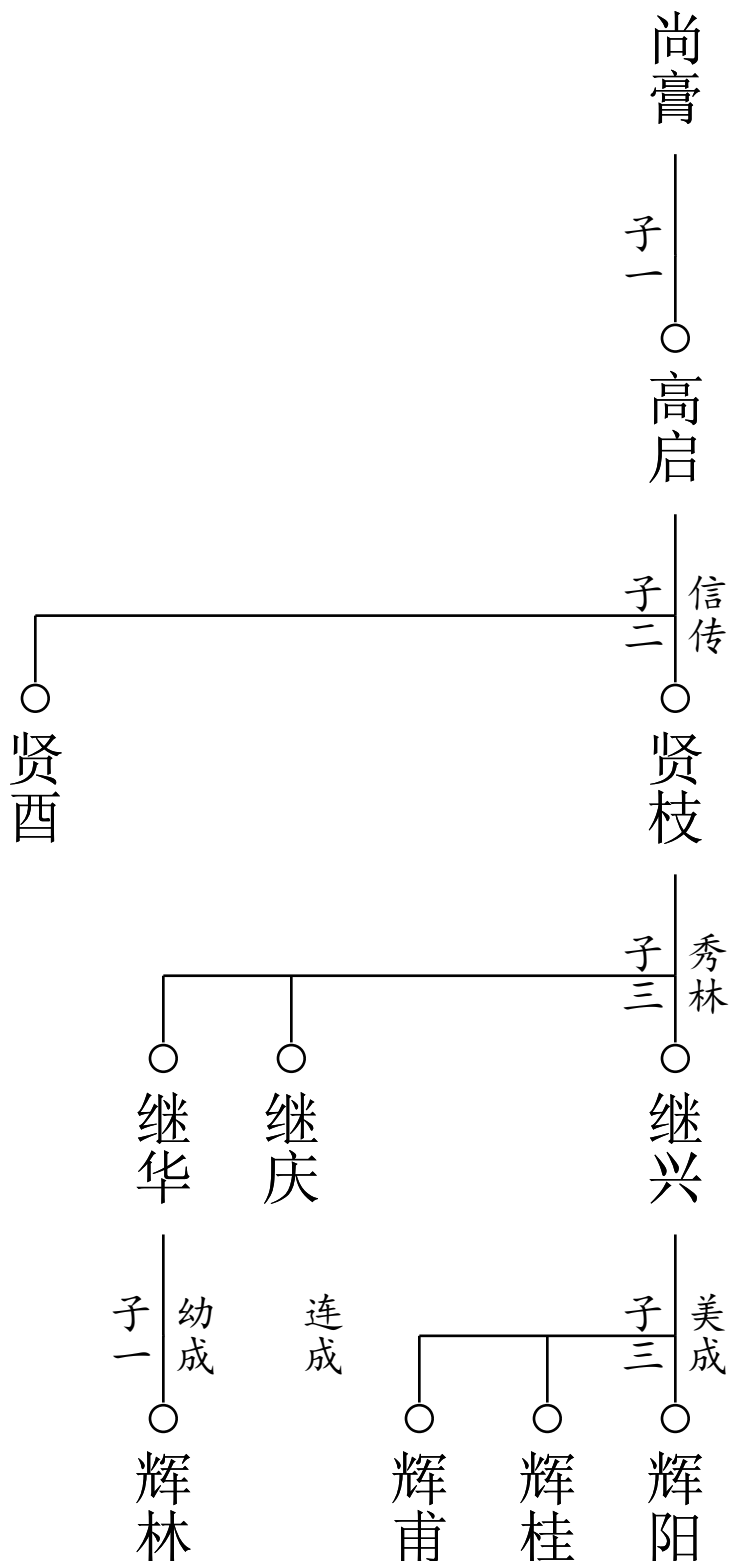 尚膏
子一
高启
信传
子二
贤枝
贤酉
秀林
子三
继兴
继庆
继华
美成
子三
连成
幼成
子一
辉阳
辉桂
辉甫
辉林